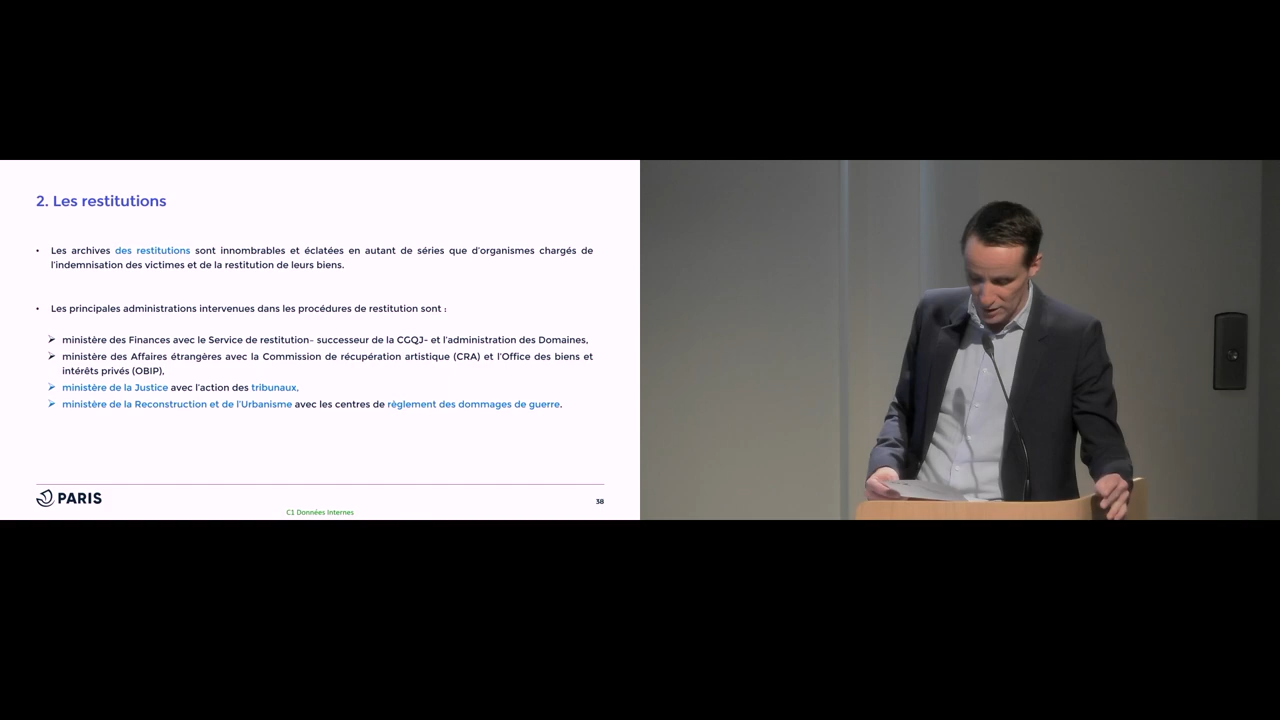 2. Les restitutions
• Les archives des restitutions sont innombrables et éclatées en autant de séries que d'organismes chargés de
l'indemnisation des victimes et de la restitution de leurs biens.
• Les principales administrations intervenues dans les procédures de restitution sont :
➢ ministère des Finances avec le Service de restitution– successeur de la CGQJ- et l'administration des Domaines,
➢ ministère des Affaires étrangères avec la Commission de récupération artistique (CRA) et l'Office des biens et
intérêts privés (OBIP),
➢ ministère de la Justice avec l'action des tribunaux,
➢ ministère de la Reconstruction et de l'Urbanisme avec les centres de règlement des dommages de guerre.
PARIS
38
C1 Données Internes